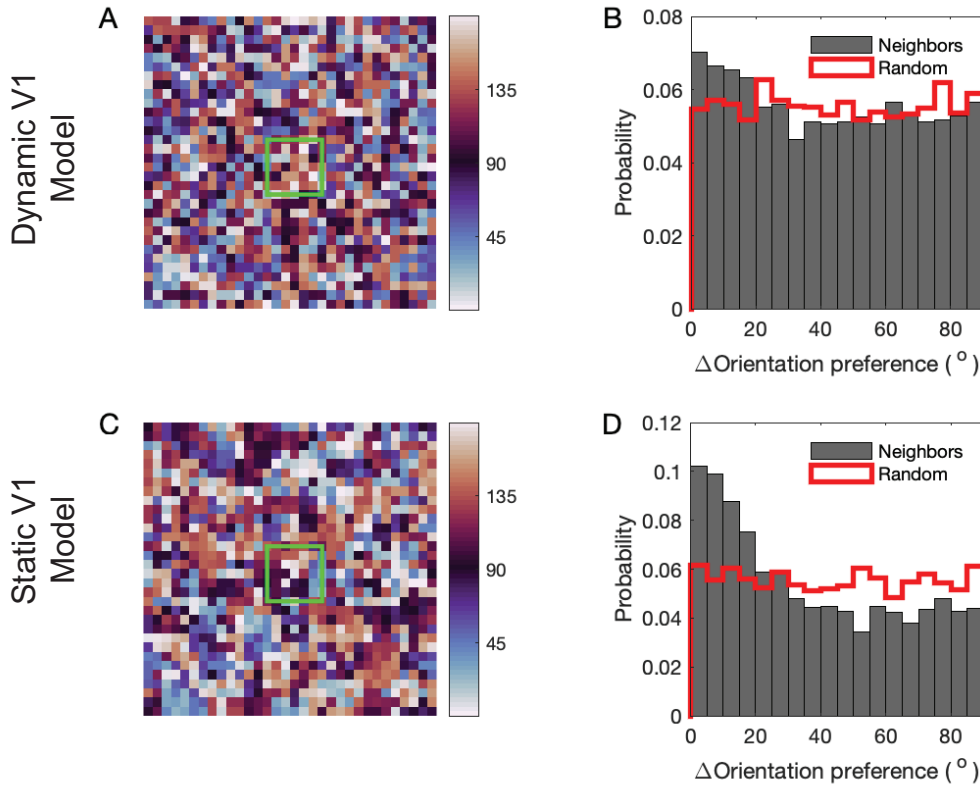 Dynamic V1
Model
A
135
90
45
B
0.08
0.06
0.04
0.02
0
Probability
Neighbors
Random
0
20
40
60
80
ΔOrientation preference (°)
Static V1
Model
C
135
90
45
D
0.12
0.1
0.08
0.06
0.04
0.02
0
Probability
Neighbors
Random
0
20
40
60
80
ΔOrientation preference (°)